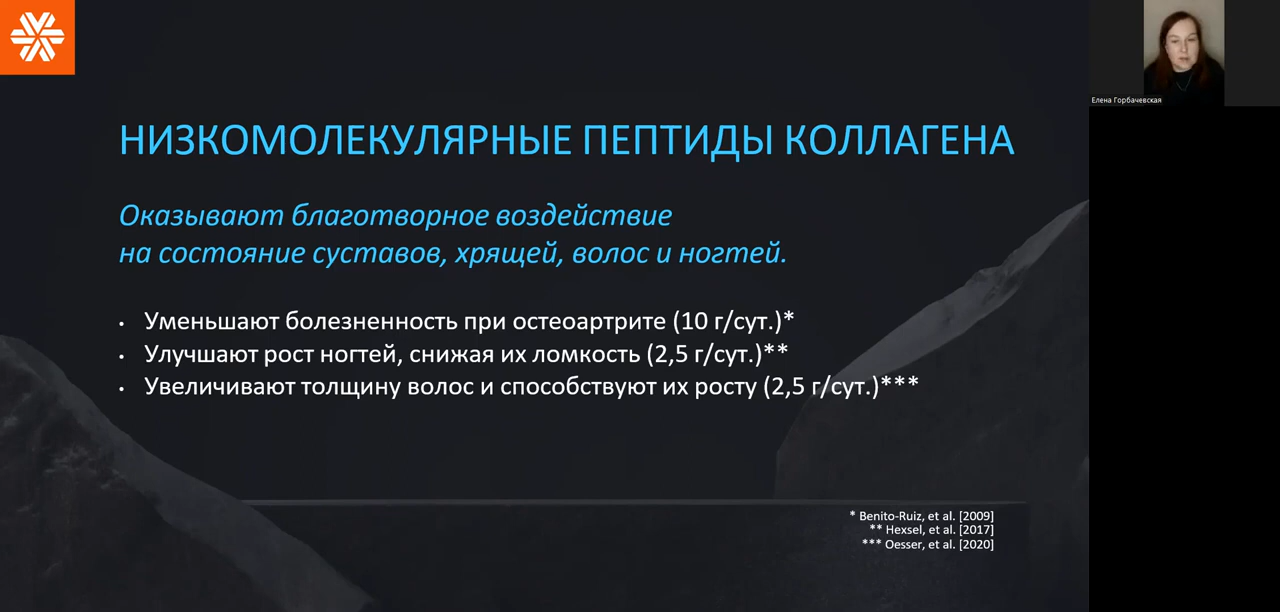 НИЗКОМОЛЕКУЛЯРНЫЕ ПЕПТИДЫ КОЛЛАГЕНА
Оказывают благотворное воздействие
на состояние суставов, хрящей, волос и ногтей.
• Уменьшают болезненность при остеоартрите (10 г/сут.)*
• Улучшают рост ногтей, снижая их ломкость (2,5 г/сут.)**
• Увеличивают толщину волос и способствуют их росту (2,5 г/сут.)***
* Benito-Ruiz, et al. [2009]
** Hexsel, et al. [2017]
*** Oesser, et al. [2020]
Елена Горбачевская